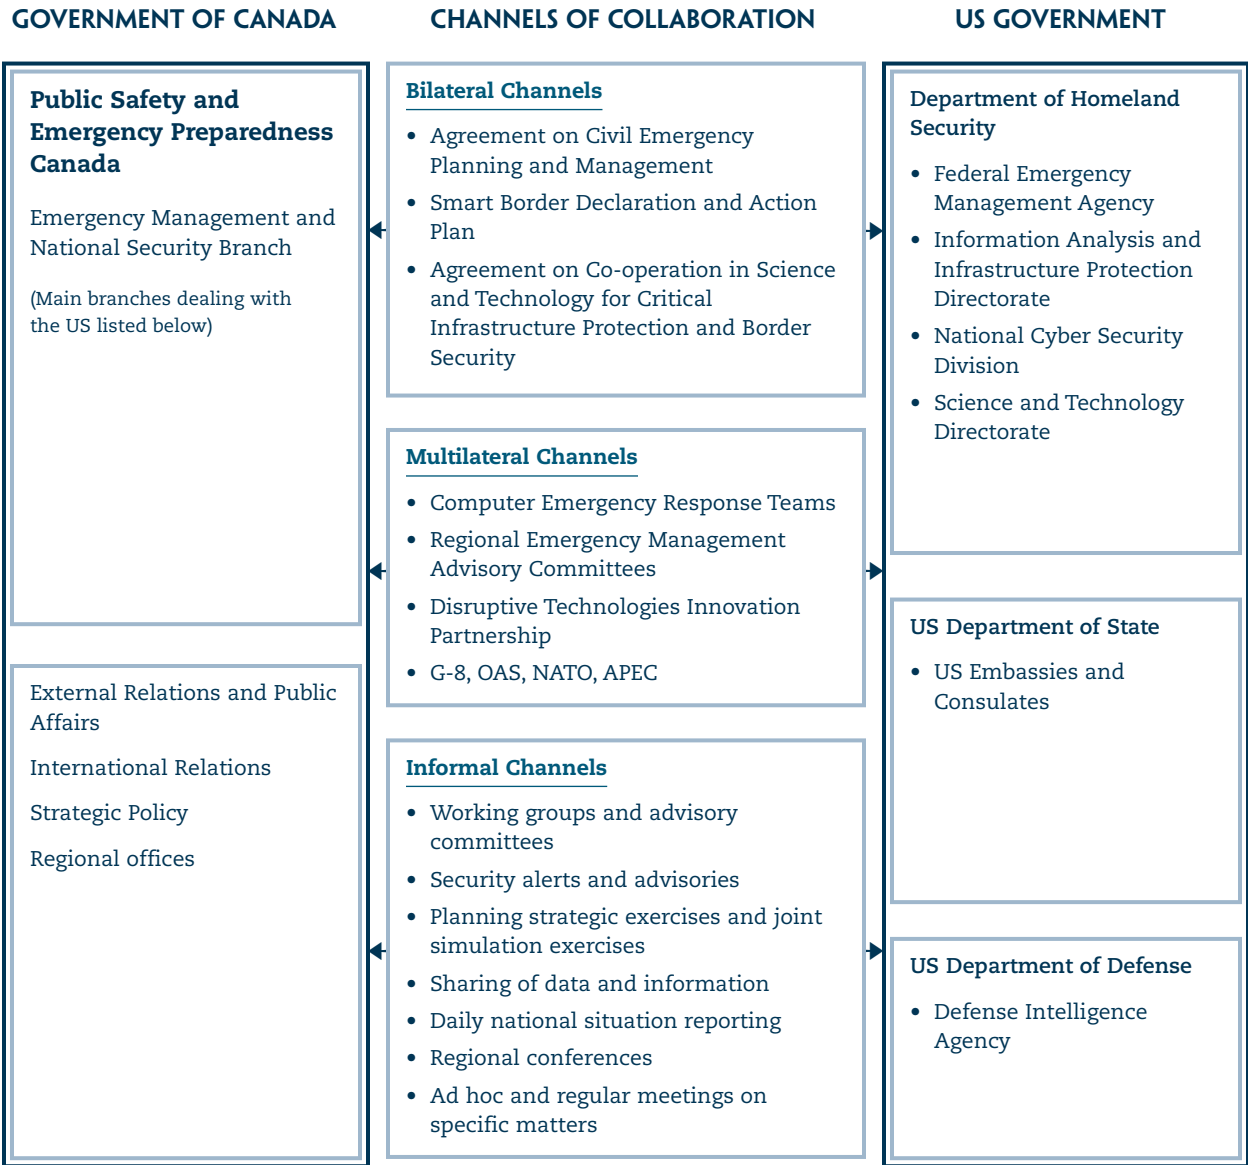 GOVERNMENT OF CANADA
CHANNELS OF COLLABORATION
US GOVERNMENT
Public Safety and
Emergency Preparedness
Canada
Emergency Management and
National Security Branch
(Main branches dealing with
the US listed below)
External Relations and Public
Affairs
International Relations
Strategic Policy
Regional offices
Bilateral Channels
• Agreement on Civil Emergency
Planning and Management
• Smart Border Declaration and Action
Plan
• Agreement on Co-operation in Science
and Technology for Critical
Infrastructure Protection and Border
Security
Multilateral Channels
• Computer Emergency Response Teams
• Regional Emergency Management
Advisory Committees
• Disruptive Technologies Innovation
Partnership
• G-8, OAS, NATO, APEC
Informal Channels
• Working groups and advisory
committees
• Security alerts and advisories
• Planning strategic exercises and joint
simulation exercises
• Sharing of data and information
• Daily national situation reporting
• Regional conferences
• Ad hoc and regular meetings on
specific matters
Department of Homeland
Security
• Federal Emergency
Management Agency
• Information Analysis and
Infrastructure Protection
Directorate
• National Cyber Security
Division
• Science and Technology
Directorate
US Department of State
• US Embassies and
Consulates
US Department of Defense
• Defense Intelligence
Agency